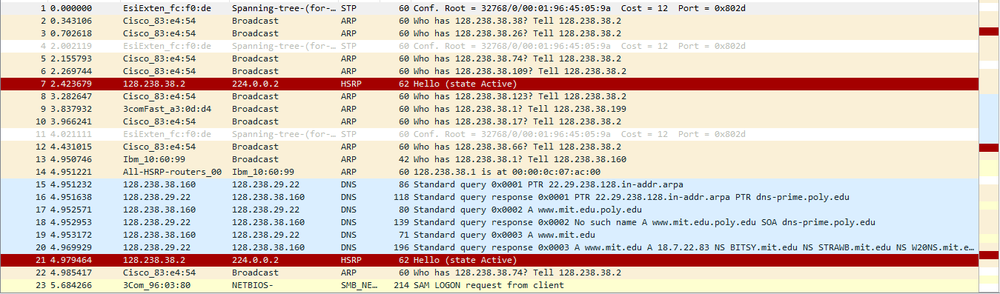 1 0.000000 EsiExten_fc:f0:de Spanning-tree-(for-… STP 60 Conf. Root = 32768/0/00:01:96:45:05:9a Cost = 12 Port = 0x802d
2 0.343106 Cisco_83:e4:54 Broadcast ARP 60 Who has 128.238.38.38? Tell 128.238.38.2
3 0.702618 Cisco_83:e4:54 Broadcast ARP 60 Who has 128.238.38.26? Tell 128.238.38.2
4 2.002119 EsiExten_fc:f0:de Spanning-tree-(for-… STP 60 Conf. Root = 32768/0/00:01:96:45:05:9a Cost = 12 Port = 0x802d
5 2.155793 Cisco_83:e4:54 Broadcast ARP 60 Who has 128.238.38.74? Tell 128.238.38.2
6 2.269744 Cisco_83:e4:54 Broadcast ARP 60 Who has 128.238.38.109? Tell 128.238.38.2
7 2.423679 128.238.38.2 224.0.0.2 HSRP 62 Hello (state Active)
8 3.282647 Cisco_83:e4:54 Broadcast ARP 60 Who has 128.238.38.123? Tell 128.238.38.2
9 3.837932 3comFast_a3:0d:d4 Broadcast ARP 60 Who has 128.238.38.1? Tell 128.238.38.199
10 3.966241 Cisco_83:e4:54 Broadcast ARP 60 Who has 128.238.38.17? Tell 128.238.38.2
11 4.021111 EsiExten_fc:f0:de Spanning-tree-(for-… STP 60 Conf. Root = 32768/0/00:01:96:45:05:9a Cost = 12 Port = 0x802d
12 4.431015 Cisco_83:e4:54 Broadcast ARP 60 Who has 128.238.38.66? Tell 128.238.38.2
13 4.950746 Ibm_10:60:99 Broadcast ARP 42 Who has 128.238.38.1? Tell 128.238.38.160
14 4.951221 All-HSRP-routers_00 Ibm_10:60:99 ARP 60 128.238.38.1 is at 00:00:0c:07:ac:00
15 4.951232 128.238.38.160 128.238.29.22 DNS 86 Standard query 0x0001 PTR 22.29.238.128.in-addr.arpa
16 4.951638 128.238.29.22 128.238.38.160 DNS 118 Standard query response 0x0001 PTR 22.29.238.128.in-addr.arpa PTR dns-prime.poly.edu
17 4.952571 128.238.38.160 128.238.29.22 DNS 80 Standard query 0x0002 A www.mit.edu.poly.edu
18 4.952953 128.238.29.22 128.238.38.160 DNS 139 Standard query response 0x0002 No such name A www.mit.edu.poly.edu SOA dns-prime.poly.edu
19 4.953172 128.238.38.160 128.238.29.22 DNS 71 Standard query 0x0003 A www.mit.edu
20 4.969929 128.238.29.22 128.238.38.160 DNS 196 Standard query response 0x0003 A www.mit.edu A 18.7.22.83 NS BITSY.mit.edu NS STRAWB.mit.edu NS W20NS.mit.e…
21 4.979464 128.238.38.2 224.0.0.2 HSRP 62 Hello (state Active)
22 4.985417 Cisco_83:e4:54 Broadcast ARP 60 Who has 128.238.38.74? Tell 128.238.38.2
23 5.684266 3Com_96:03:80 NETBIOS- SMB_NE… 214 SAM LOGON request from client